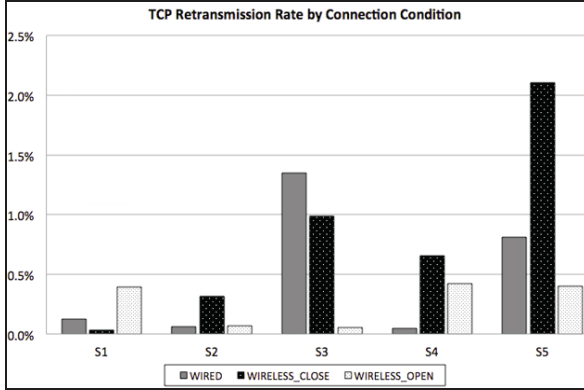 TCP Retransmission Rate by Connection Condition
2.5%
2.0%
1.5%
1.0%
0.5%
0.0%
S1 S2 S3 S4 S5
WIRED WIRELESS_CLOSE WIRELESS_OPEN